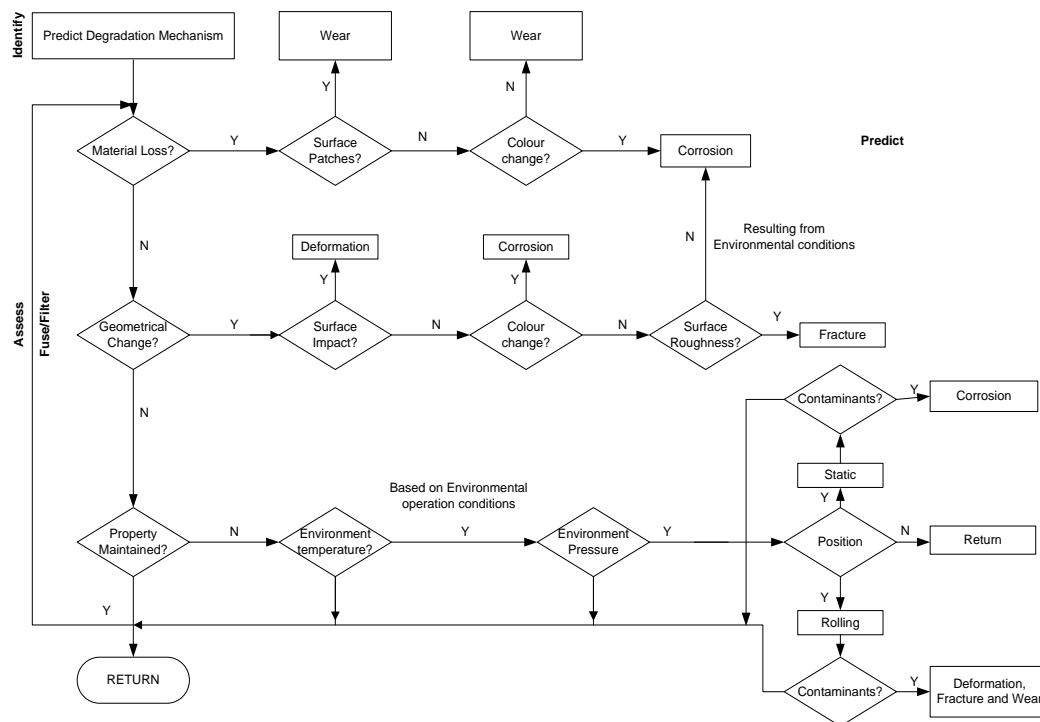 Identify
Predict Degradation Mechanism
Wear
Wear
Y
N
Material Loss?
Y
Surface
Patches?
N
Colour
change?
Y
Corrosion
Predict
N
Deformation
Corrosion
N
Resulting from
Environmental conditions
Y
Y
Assess
Fuse/Filter
Geometrical
Change?
Y
Surface
Impact?
N
Colour
change?
N
Surface
Roughness?
Y
Fracture
N
Contaminants?
Y
Corrosion
Based on Environmental
operation conditions
Static
Y
Property
Maintained?
N
Environment
temperature?
Y
Environment
Pressure
Y
Position
N
Return
Y
Y
Rolling
RETURN
Contaminants?
Y
Deformation,
Fracture and Wear